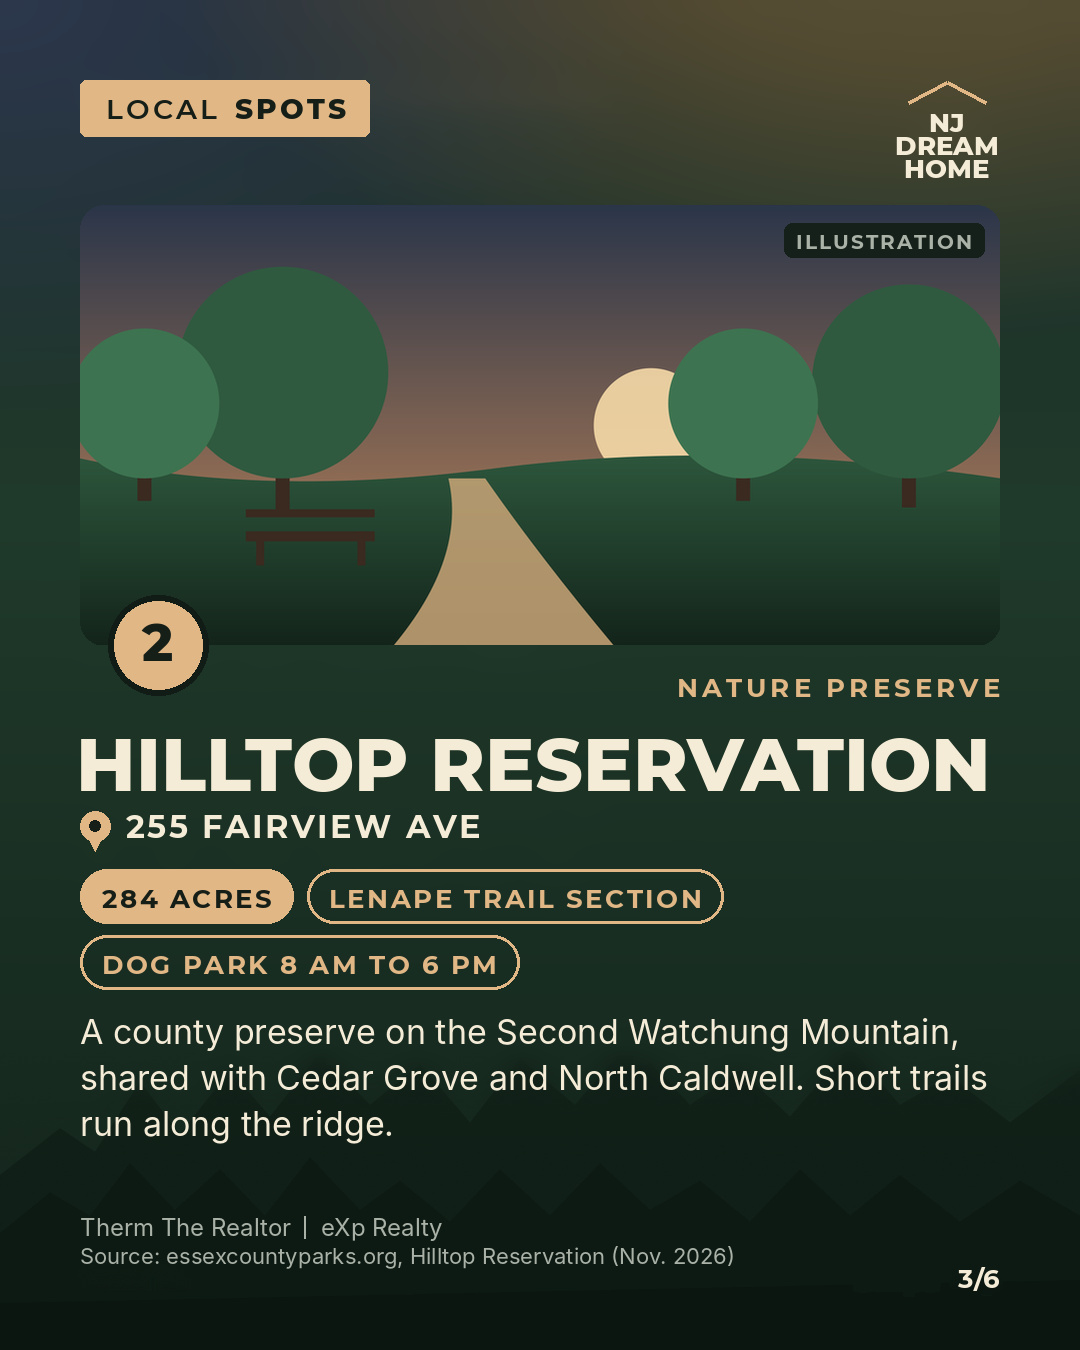 LOCAL SPOTS
NJ
DREAM
HOME
ILLUSTRATION
2
NATURE PRESERVE
HILLTOP RESERVATION
255 FAIRVIEW AVE
284 ACRES
LENAPE TRAIL SECTION
DOG PARK 8 AM TO 6 PM
A county preserve on the Second Watchung Mountain,
shared with Cedar Grove and North Caldwell. Short trails
run along the ridge.
Therm The Realtor | eXp Realty
Source: essexcountyparks.org, Hilltop Reservation (Nov. 2026)
3/6